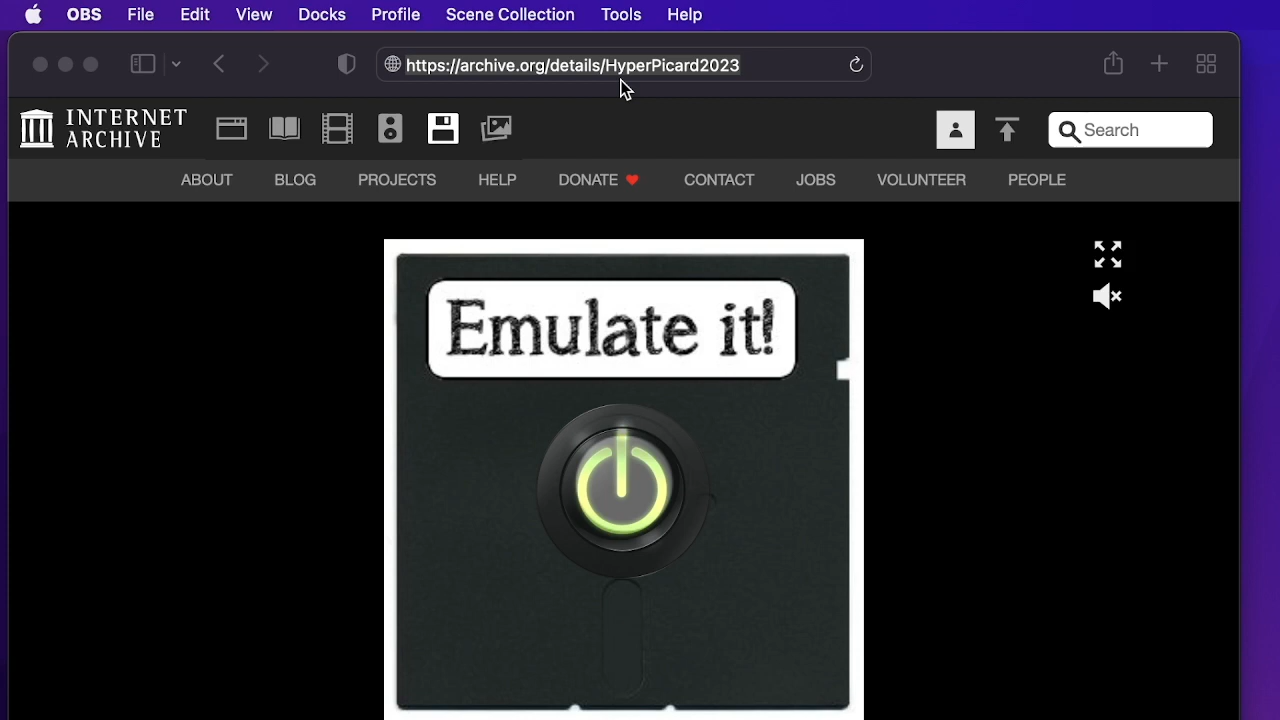 OBS File Edit View Docks Profile Scene Collection Tools Help
https://archive.org/details/HyperPicard2023
INTERNET
ARCHIVE
Search
ABOUT BLOG PROJECTS HELP DONATE CONTACT JOBS VOLUNTEER PEOPLE
Emulate it!